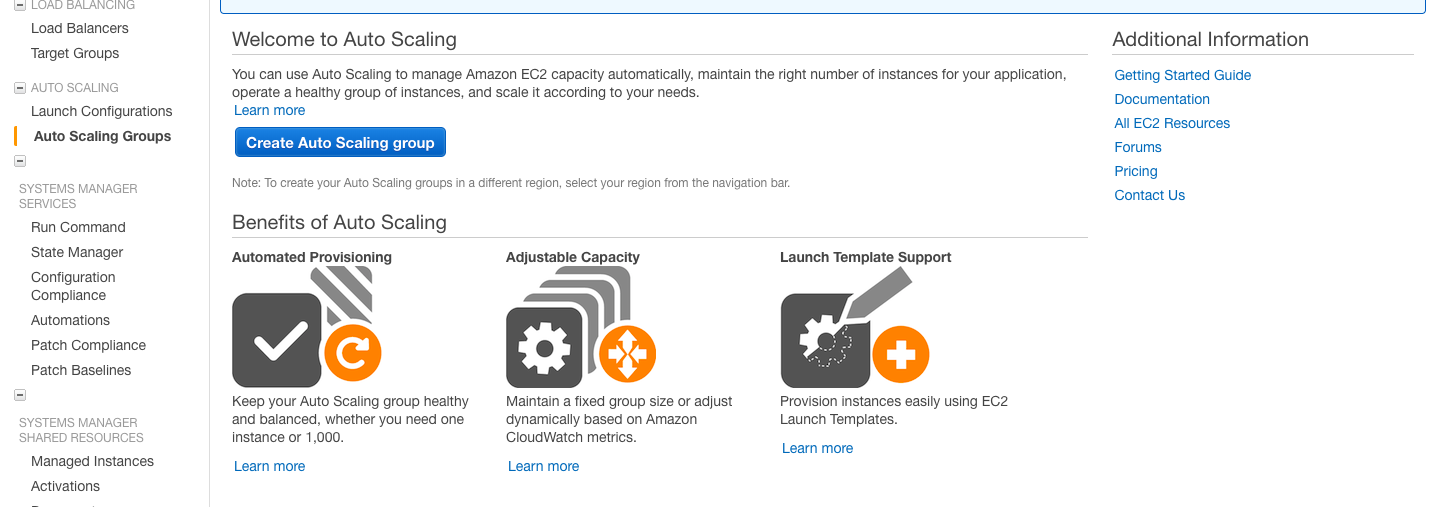 LOAD BALANCING
Load Balancers
Target Groups
AUTO SCALING
Launch Configurations
Auto Scaling Groups
SYSTEMS MANAGER
SERVICES
Run Command
State Manager
Configuration
Compliance
Automations
Patch Compliance
Patch Baselines
SYSTEMS MANAGER
SHARED RESOURCES
Managed Instances
Activations
Welcome to Auto Scaling
You can use Auto Scaling to manage Amazon EC2 capacity automatically, maintain the right number of instances for your application,
operate a healthy group of instances, and scale it according to your needs.
Learn more
Create Auto Scaling group
Note: To create your Auto Scaling groups in a different region, select your region from the navigation bar.
Benefits of Auto Scaling
Automated Provisioning
Keep your Auto Scaling group healthy
and balanced, whether you need one
instance or 1,000.
Learn more
Adjustable Capacity
Maintain a fixed group size or adjust
dynamically based on Amazon
CloudWatch metrics.
Learn more
Launch Template Support
Provision instances easily using EC2
Launch Templates.
Learn more
Additional Information
Getting Started Guide
Documentation
All EC2 Resources
Forums
Pricing
Contact Us